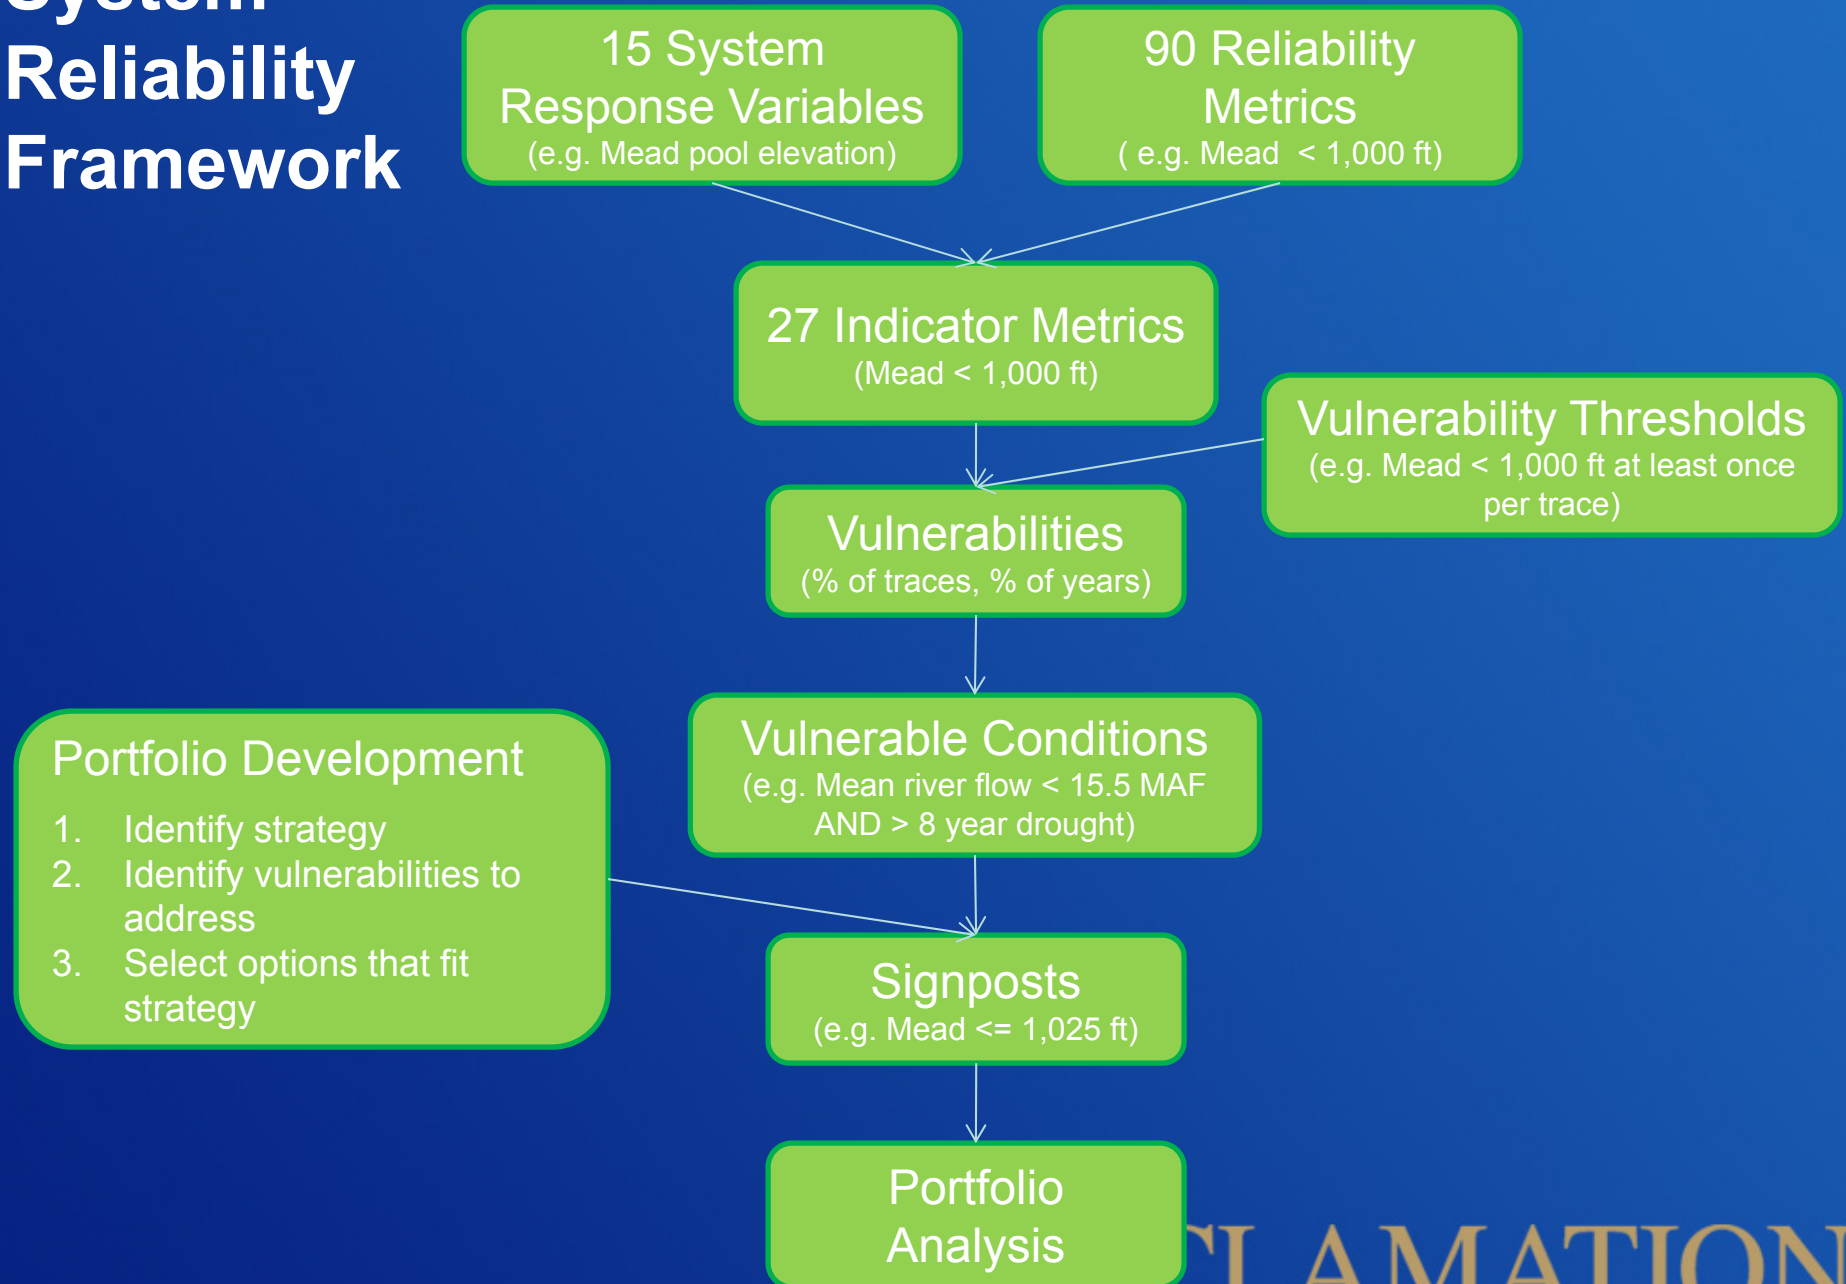 System
Reliability
Framework
15 System
Response Variables
(e.g. Mead pool elevation)
90 Reliability
Metrics
( e.g. Mead < 1,000 ft)
27 Indicator Metrics
(Mead < 1,000 ft)
Vulnerability Thresholds
(e.g. Mead < 1,000 ft at least once
per trace)
Vulnerabilities
(% of traces, % of years)
Vulnerable Conditions
(e.g. Mean river flow < 15.5 MAF
AND > 8 year drought)
Portfolio Development
1. Identify strategy
2. Identify vulnerabilities to
address
3. Select options that fit
strategy
Signposts
(e.g. Mead <= 1,025 ft)
Portfolio
Analysis
CLAMATION